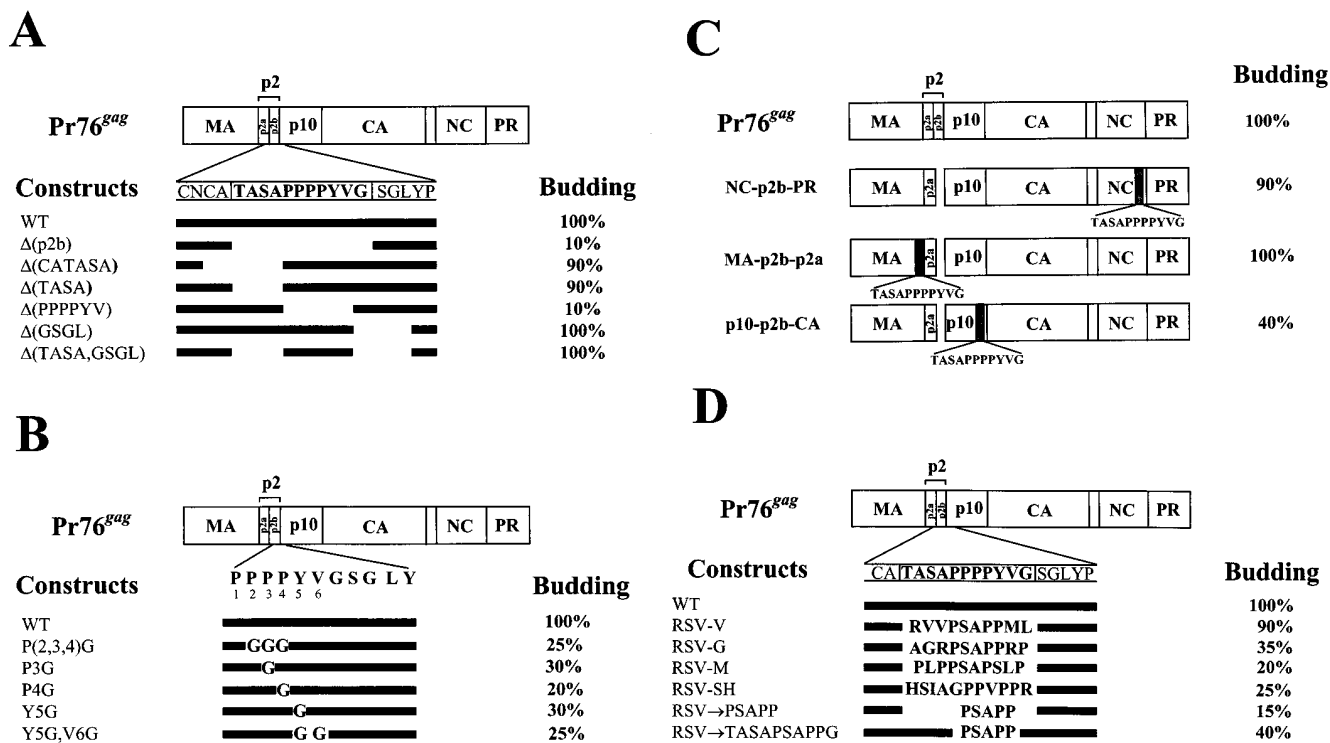 A
p2
Pr76gag MA p2a p2b p10 CA NC PR
Constructs CNCA TASAPPPPYVG SGLYP Budding
WT 100%
Δ(p2b) 10%
Δ(CATASA) 90%
Δ(TASA) 90%
Δ(PPPPYV) 10%
Δ(GSGL) 100%
Δ(TASA,GSGL) 100%
B
p2
Pr76gag MA p2a p2b p10 CA NC PR
Constructs P P P P Y V G S G L Y Budding
1 2 3 4 5 6
WT 100%
P(2,3,4)G GGG 25%
P3G G 30%
P4G G 20%
Y5G G 30%
Y5G,V6G G G 25%
C
Budding
p2
Pr76gag MA p2a p2b p10 CA NC PR 100%
NC-p2b-PR MA p2a p10 CA NC PR 90%
TASAPPPPYVG
MA-p2b-p2a MA p2a p10 CA NC PR 100%
TASAPPPPYVG
p10-p2b-CA MA p2a p10 CA NC PR 40%
TASAPPPPYVG
D
p2
Pr76gag MA p2a p2b p10 CA NC PR
Constructs CA TASAPPPPYVG SGLYP Budding
WT 100%
RSV-V RVVPSAPPML 90%
RSV-G AGRPSAPPRP 35%
RSV-M PLPPSAPSLP 20%
RSV-SH HSIAGPPVPPR 25%
RSV→PSAPP PSAPP 15%
RSV→TASAPSAPPG PSAPP 40%